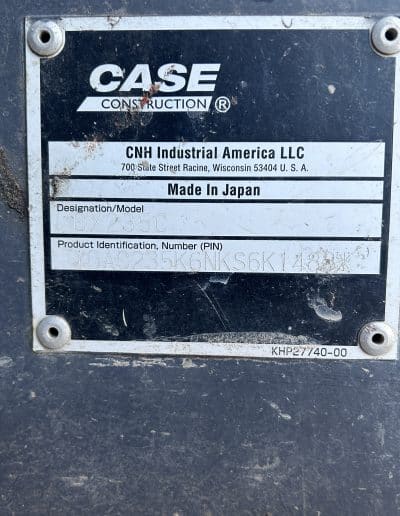 CASE
CONSTRUCTION ®
CNH Industrial America LLC
700 State Street Racine, Wisconsin 53404 U. S. A.
Made In Japan
Designation/Model
Product Identification, Number (PIN)
KHP27740-00